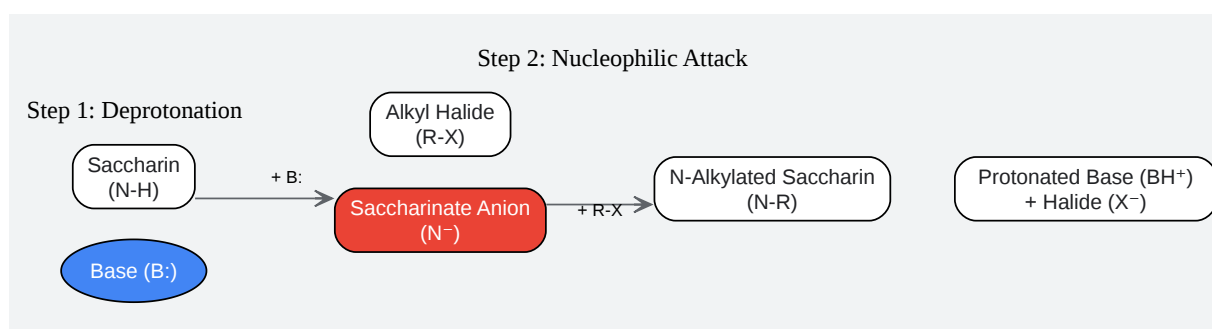 Step 2: Nucleophilic Attack
Step 1: Deprotonation
Alkyl Halide
(R-X)
Saccharin
(N-H)
+ B:
Saccharinate Anion
(N⁻)
+ R-X
N-Alkylated Saccharin
(N-R)
Protonated Base (BH⁺)
+ Halide (X⁻)
Base (B:)